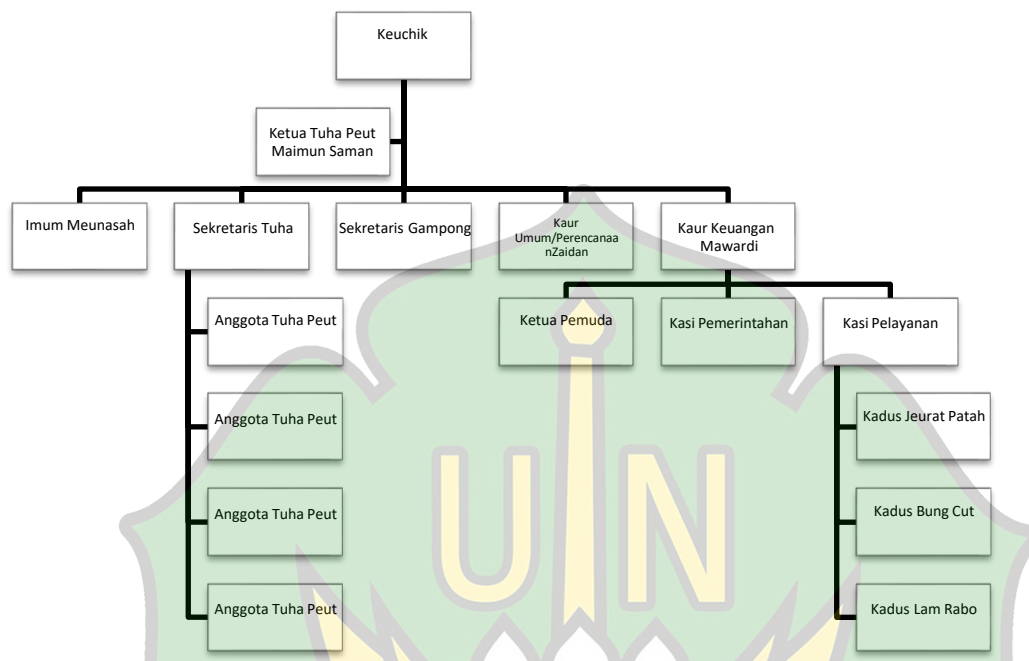 Keuchik
Ketua Tuha Peut
Maimun Saman
Imum Meunasah
Sekretaris Tuha
Sekretaris Gampong
Kaur
Umum/Perencanaa
nZaidan
Kaur Keuangan
Mawardi
Anggota Tuha Peut
Ketua Pemuda
Kasi Pemerintahan
Kasi Pelayanan
Anggota Tuha Peut
Kadus Jeurat Patah
Anggota Tuha Peut
Kadus Bung Cut
Anggota Tuha Peut
Kadus Lam Rabo
UIN